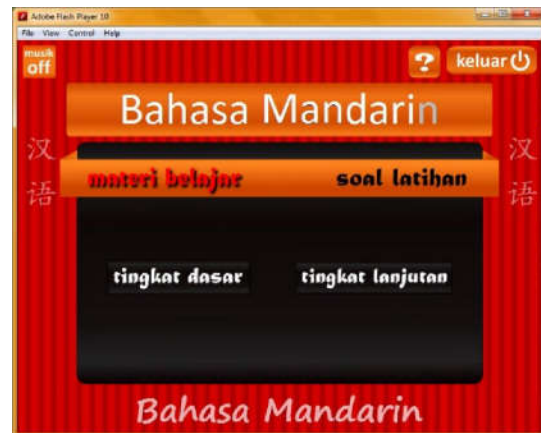 Adobe Flash Player 10
File View Control Help
musik
off
?
keluar
Bahasa Mandarin
汉
语
汉
语
materi belajar
soal latihan
tingkat dasar
tingkat lanjutan
Bahasa Mandarin